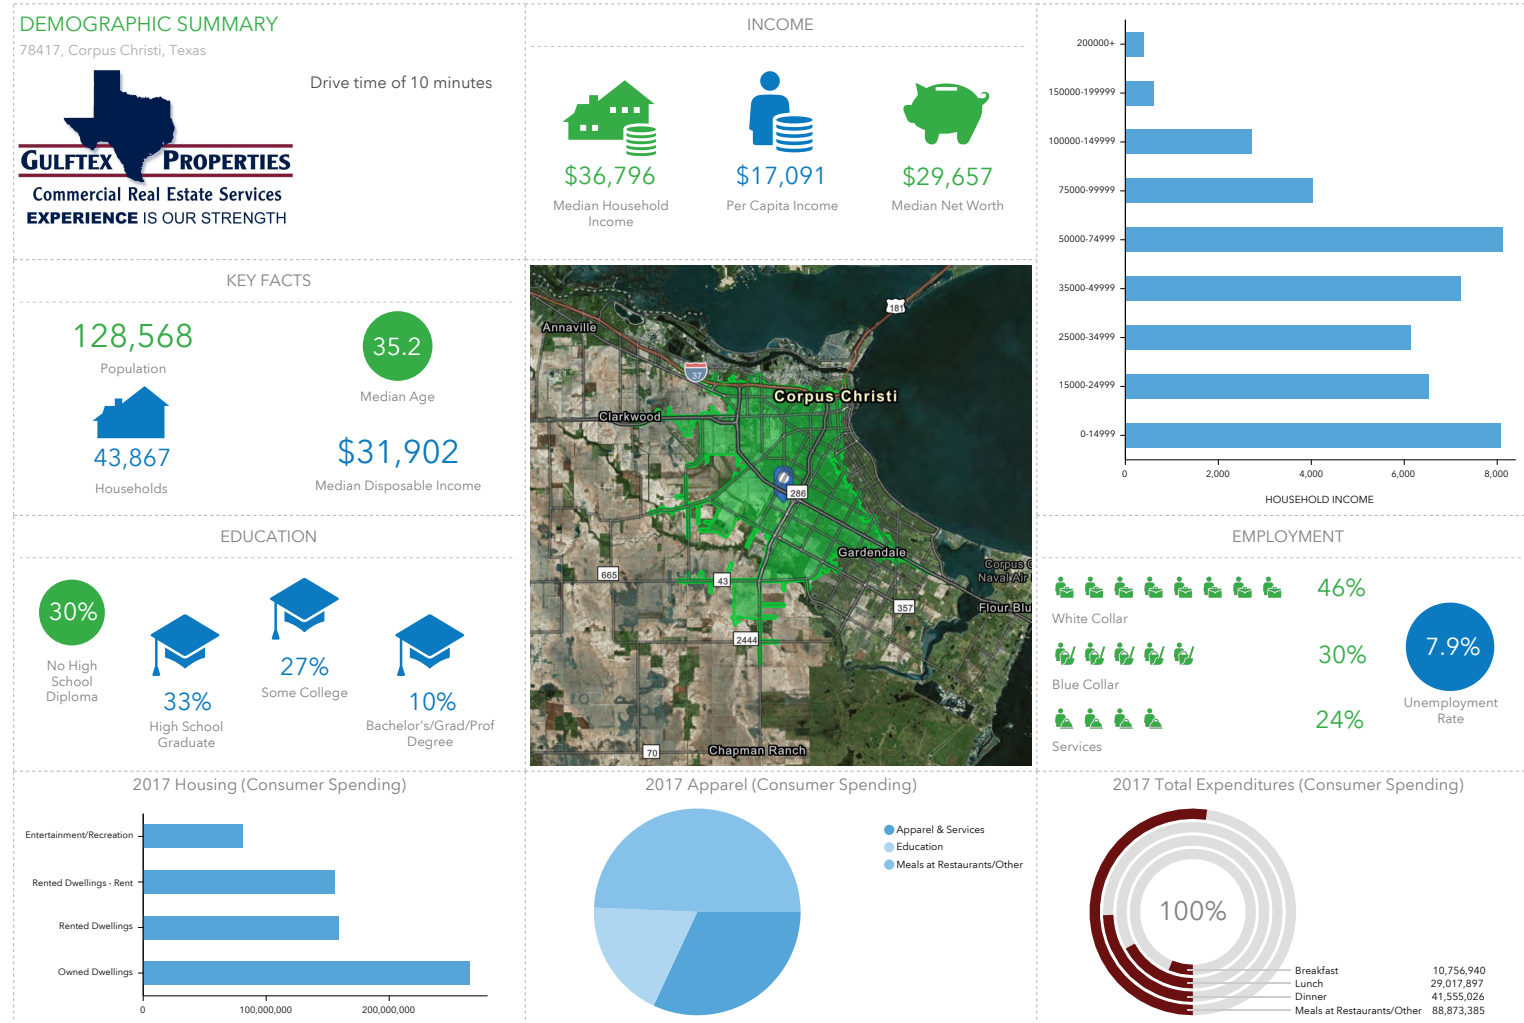 DEMOGRAPHIC SUMMARY
78417, Corpus Christi, Texas
Drive time of 10 minutes
GULFTEX PROPERTIES
Commercial Real Estate Services
EXPERIENCE IS OUR STRENGTH
INCOME
$36,796
Median Household
Income
$17,091
Per Capita Income
$29,657
Median Net Worth
200000+
150000-199999
100000-149999
75000-99999
50000-74999
35000-49999
25000-34999
15000-24999
0-14999
0 2,000 4,000 6,000 8,000
HOUSEHOLD INCOME
KEY FACTS
128,568
Population
35.2
Median Age
43,867
Households
$31,902
Median Disposable Income
Annaville
181
37
Corpus Christi
Clarkwood
286
Gardendale
Corpus C
Naval Air
665
43
357
Flour Blu
2444
70
Chapman Ranch
EDUCATION
30%
No High
School
Diploma
33%
High School
Graduate
27%
Some College
10%
Bachelor's/Grad/Prof
Degree
EMPLOYMENT
46%
White Collar
30%
Blue Collar
24%
Services
7.9%
Unemployment
Rate
2017 Housing (Consumer Spending)
Entertainment/Recreation
Rented Dwellings - Rent
Rented Dwellings
Owned Dwellings
0 100,000,000 200,000,000
2017 Apparel (Consumer Spending)
Apparel & Services
Education
Meals at Restaurants/Other
2017 Total Expenditures (Consumer Spending)
100%
Breakfast 10,756,940
Lunch 29,017,897
Dinner 41,555,026
Meals at Restaurants/Other 88,873,385